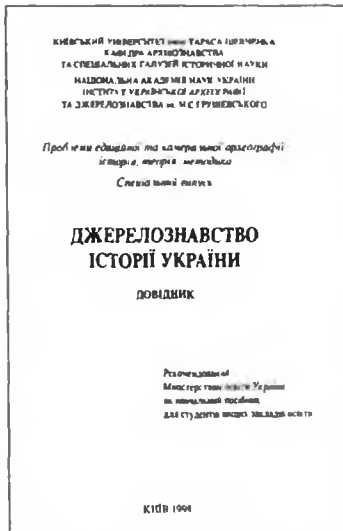 КИЇВСЬКИЙ УНІВЕРСИТЕТ імені ТАРАСА ШЕВЧЕНКА
КАФЕДРА АРХІВОЗНАВСТВА
ТА СПЕЦІАЛЬНИХ ГАЛУЗЕЙ ІСТОРИЧНОЇ НАУКИ
НАЦІОНАЛЬНА АКАДЕМІЯ НАУК УКРАЇНИ
ІНСТИТУТ УКРАЇНСЬКОЇ АРХЕОГРАФІЇ
ТА ДЖЕРЕЛОЗНАВСТВА ім. М.С.ГРУШЕВСЬКОГО
Проблеми едиційної та камеральної археографії
історія, теорія, методика
Спеціальний випуск
ДЖЕРЕЛОЗНАВСТВО
ІСТОРІЇ УКРАЇНИ
ДОВІДНИК
Рекомендовано
Міністерством освіти України
як навчальний посібник
для студентів вищих закладів освіти
КИЇВ